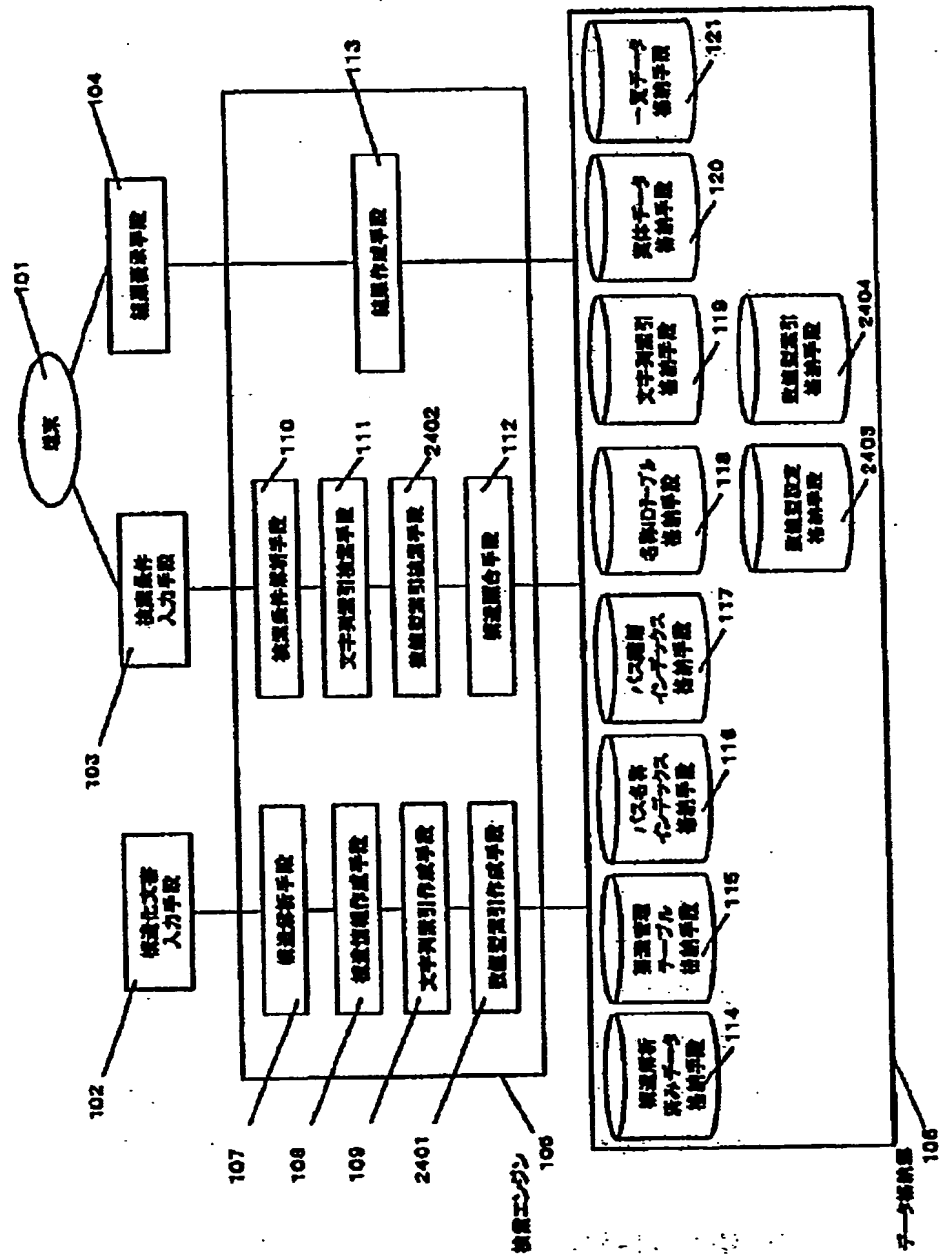 101
端末
102
構造化文書
入力手段
103
検索条件
入力手段
104
結果表示手段
107
構造解析手段
108
構造情報作成手段
109
文字列索引作成手段
2401
数値型索引作成手段
110
検索条件解析手段
111
文字列索引検索手段
2402
数値型索引検索手段
112
構造照合手段
113
結果作成手段
検索エンジン
105
構造解析
済みデータ
格納手段
114
構造管理
テーブル
格納手段
115
パス名称
インデックス
格納手段
116
パス階層
インデックス
格納手段
117
名称IDテーブル
格納手段
118
文字列索引
格納手段
119
実体データ
格納手段
120
一覧データ
格納手段
121
数値型設定
格納手段
2403
数値型索引
格納手段
2404
データ格納部
106